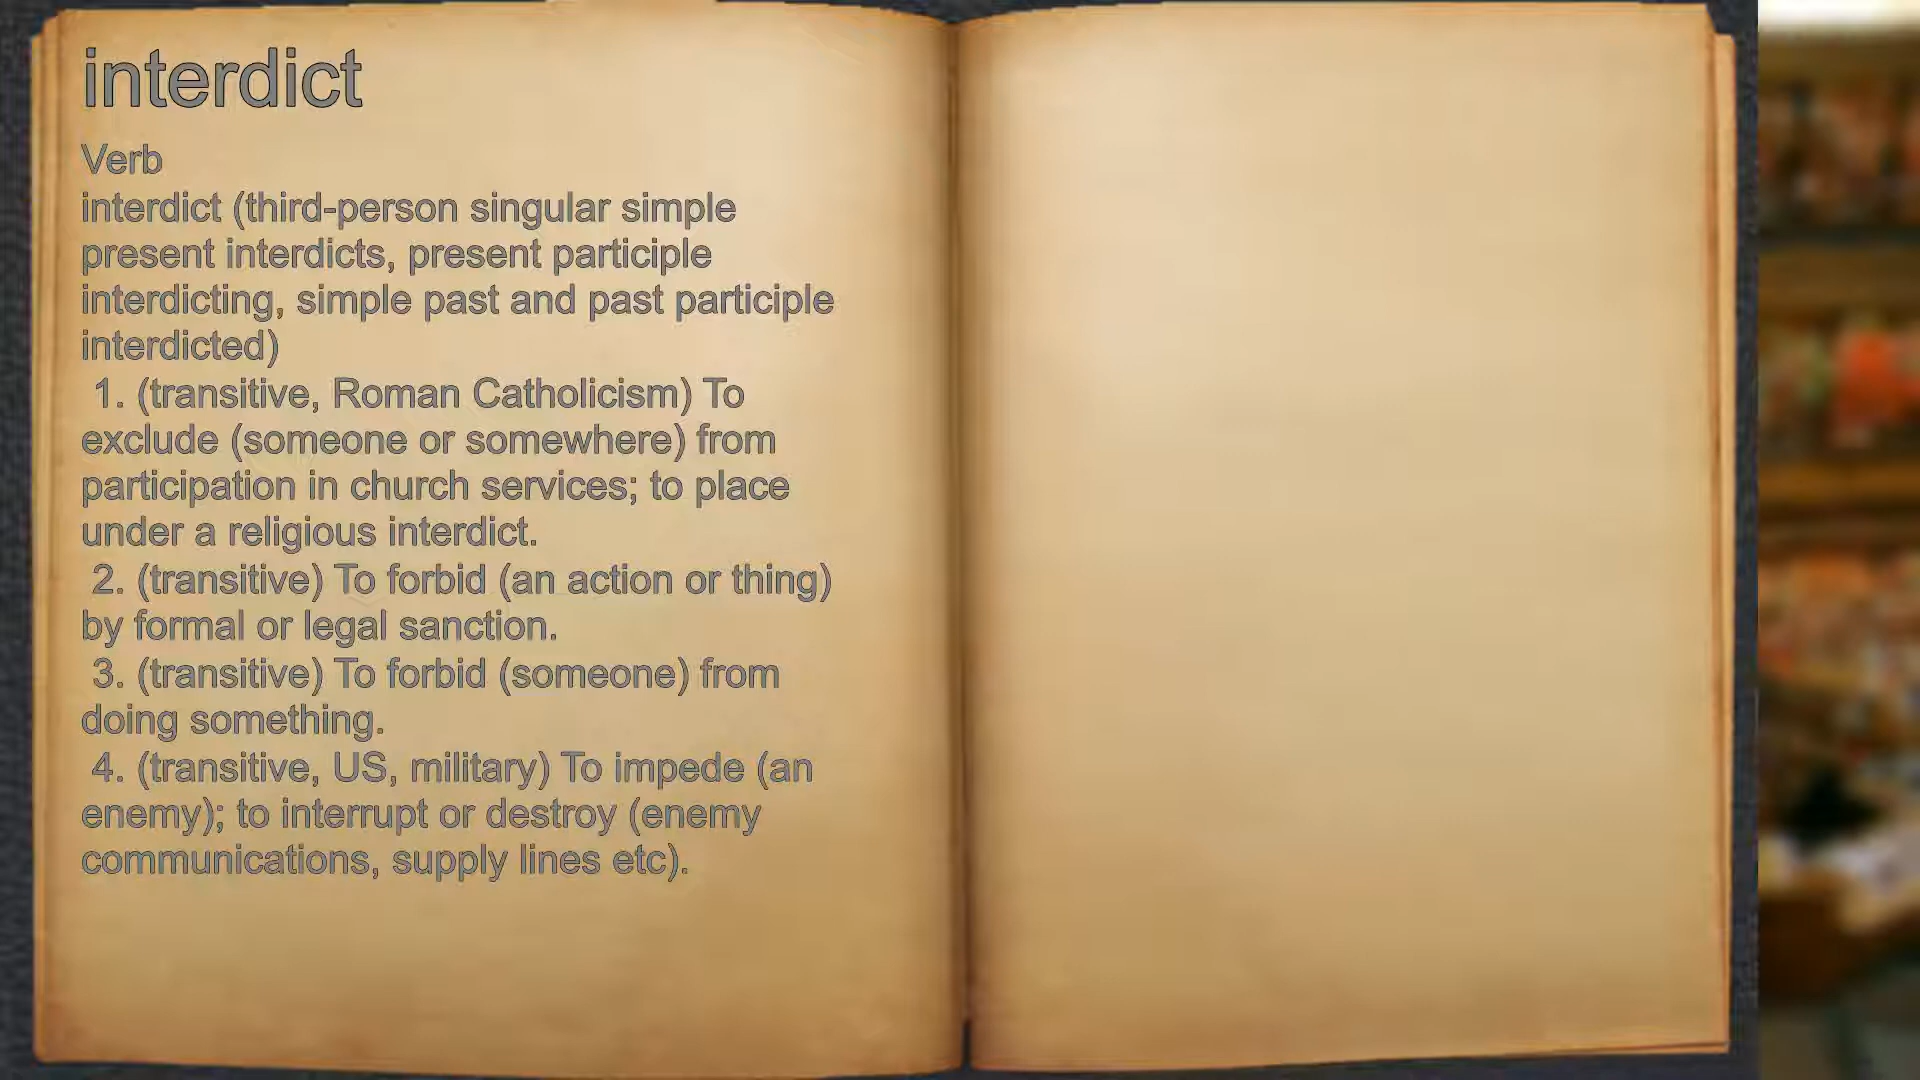 interdict
Verb
interdict (third-person singular simple
present interdicts, present participle
interdicting, simple past and past participle
interdicted)
1. (transitive, Roman Catholicism) To
exclude (someone or somewhere) from
participation in church services; to place
under a religious interdict.
2. (transitive) To forbid (an action or thing)
by formal or legal sanction.
3. (transitive) To forbid (someone) from
doing something.
4. (transitive, US, military) To impede (an
enemy); to interrupt or destroy (enemy
communications, supply lines etc).